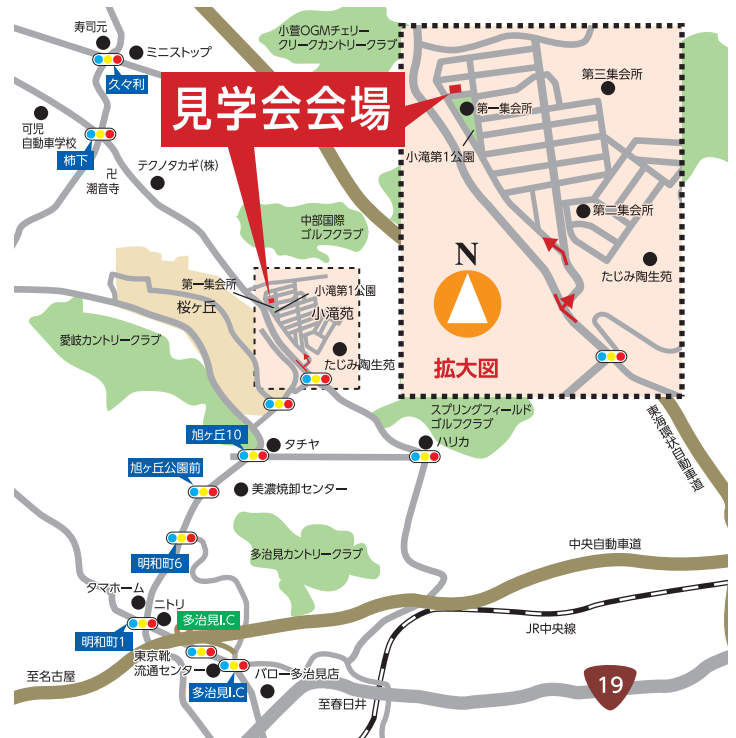 寿司元
ミニストップ
久々利
可児
自動車学校
柿下
卍
潮音寺
テクノタカギ(株)
小萱OGMチェリー
クリークカントリークラブ
見学会会場
中部国際
ゴルフクラブ
第一集会所
小滝第1公園
桜ヶ丘
小滝苑
愛岐カントリークラブ
たじみ陶生苑
第三集会所
第一集会所
小滝第1公園
第二集会所
たじみ陶生苑
N
拡大図
スプリングフィールド
ゴルフクラブ
東海環状自動車道
旭ヶ丘10
タチヤ
ハリカ
旭ヶ丘公園前
美濃焼卸センター
明和町6
多治見カントリークラブ
中央自動車道
タマホーム
ニトリ
多治見I.C
明和町1
JR中央線
東京靴
流通センター
至名古屋
多治見I.C
バロー多治見店
至春日井
19